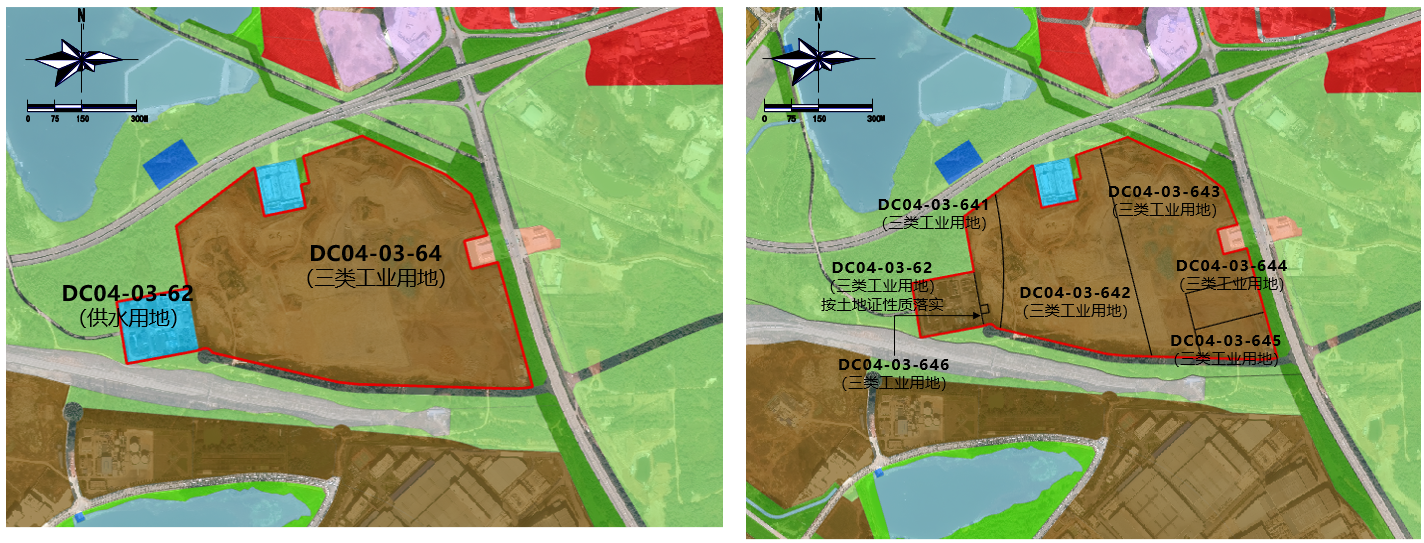 N
0 75 150 300M
DC04-03-64
(三类工业用地)
DC04-03-62
(供水用地)
N
0 75 150 300M
DC04-03-643
(三类工业用地)
DC04-03-641
(三类工业用地)
DC04-03-644
(三类工业用地)
DC04-03-62
(三类工业用地)
按土地证性质落实
DC04-03-642
(三类工业用地)
DC04-03-645
(三类工业用地)
DC04-03-646
(三类工业用地)